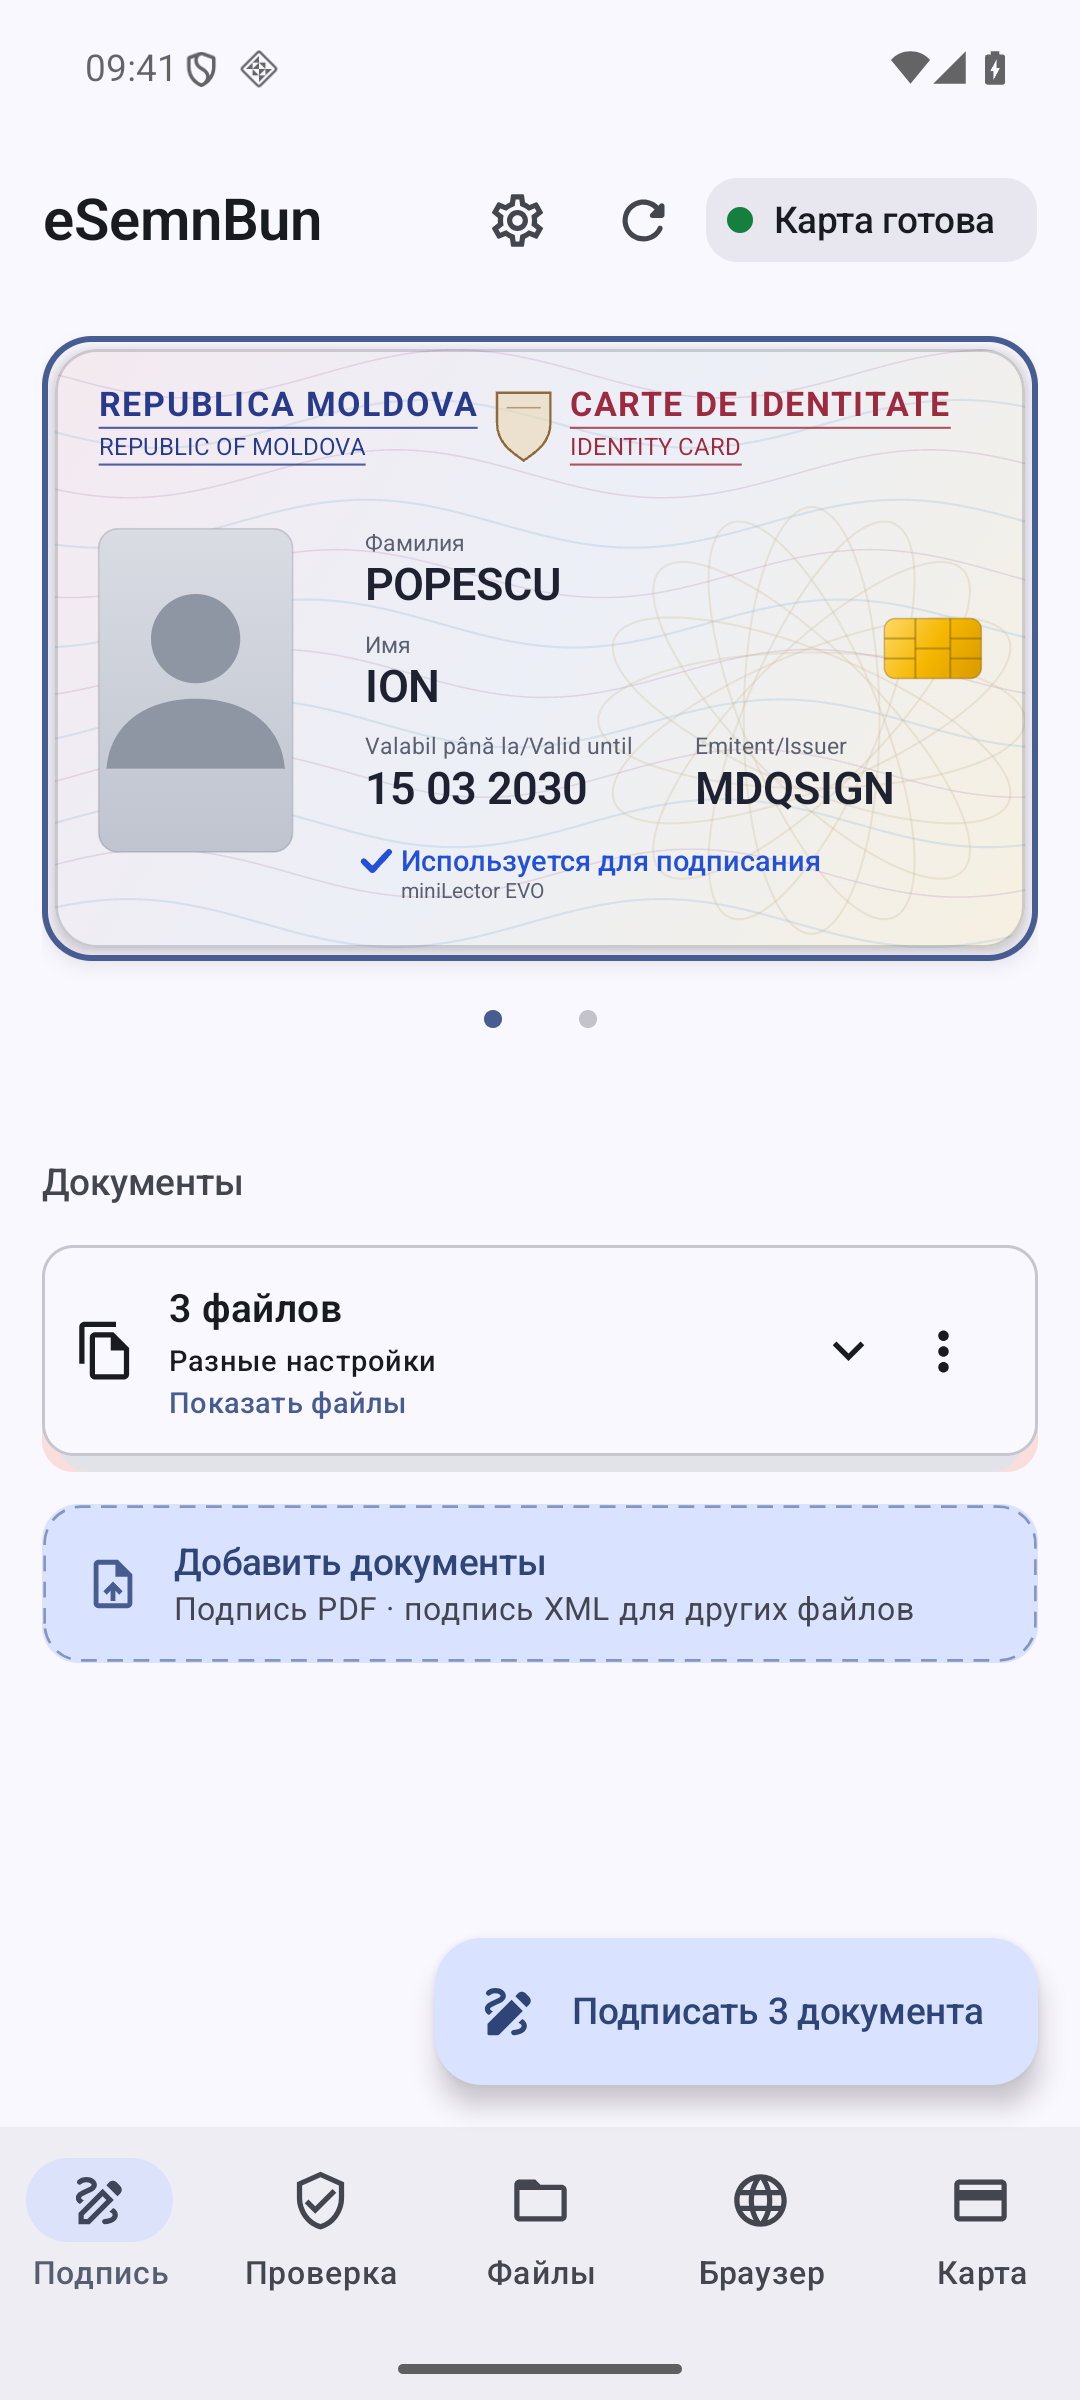 09:41
eSemnBun
Карта готова
REPUBLICA MOLDOVA
REPUBLIC OF MOLDOVA
CARTE DE IDENTITATE
IDENTITY CARD
Фамилия
POPESCU
Имя
ION
Valabil până la/Valid until
15 03 2030
Emitent/Issuer
MDQSIGN
Используется для подписания
miniLector EVO
Документы
3 файлов
Разные настройки
Показать файлы
Добавить документы
Подпись PDF · подпись XML для других файлов
Подписать 3 документа
Подпись
Проверка
Файлы
Браузер
Карта